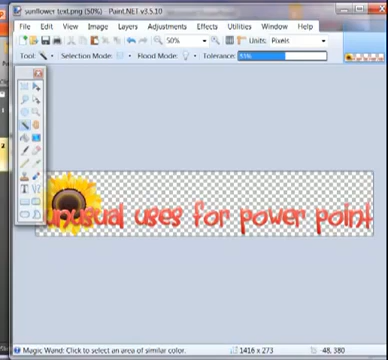 sunflower text.png (50%) - Paint.NET v3.5.10
File Edit View Image Layers Adjustments Effects Utilities Window Help
50% Units: Pixels
Tool: Selection Mode: Flood Mode: Tolerance: 51%
unusual uses for power point
2
Magic Wand: Click to select an area of similar color. 1416 x 273 -48, 380